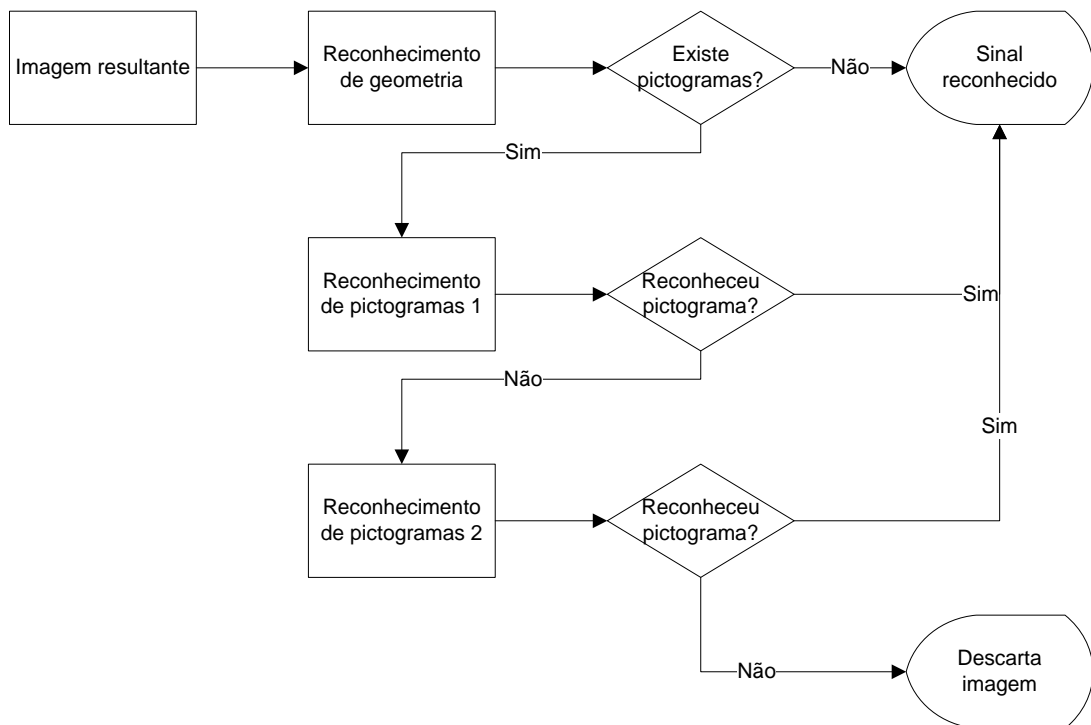 Imagem resultante
Reconhecimento
de geometria
Existe
pictogramas?
Não
Sinal
reconhecido
Sim
Reconhecimento
de pictogramas 1
Reconheceu
pictograma?
Sim
Não
Sim
Reconhecimento
de pictogramas 2
Reconheceu
pictograma?
Não
Descarta
imagem